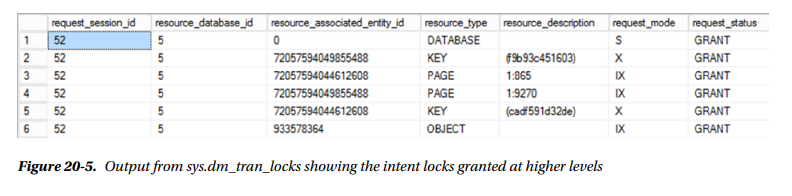 request_session_id resource_database_id resource_associated_entity_id resource_type resource_description request_mode request_status
1 52 5 0 DATABASE S GRANT
2 52 5 72057594049855488 KEY (f9b93c451603) X GRANT
3 52 5 72057594044612608 PAGE 1:865 IX GRANT
4 52 5 72057594049855488 PAGE 1:9270 IX GRANT
5 52 5 72057594044612608 KEY (cadf591d32de) X GRANT
6 52 5 933578364 OBJECT IX GRANT
Figure 20-5. Output from sys.dm_tran_locks showing the intent locks granted at higher levels